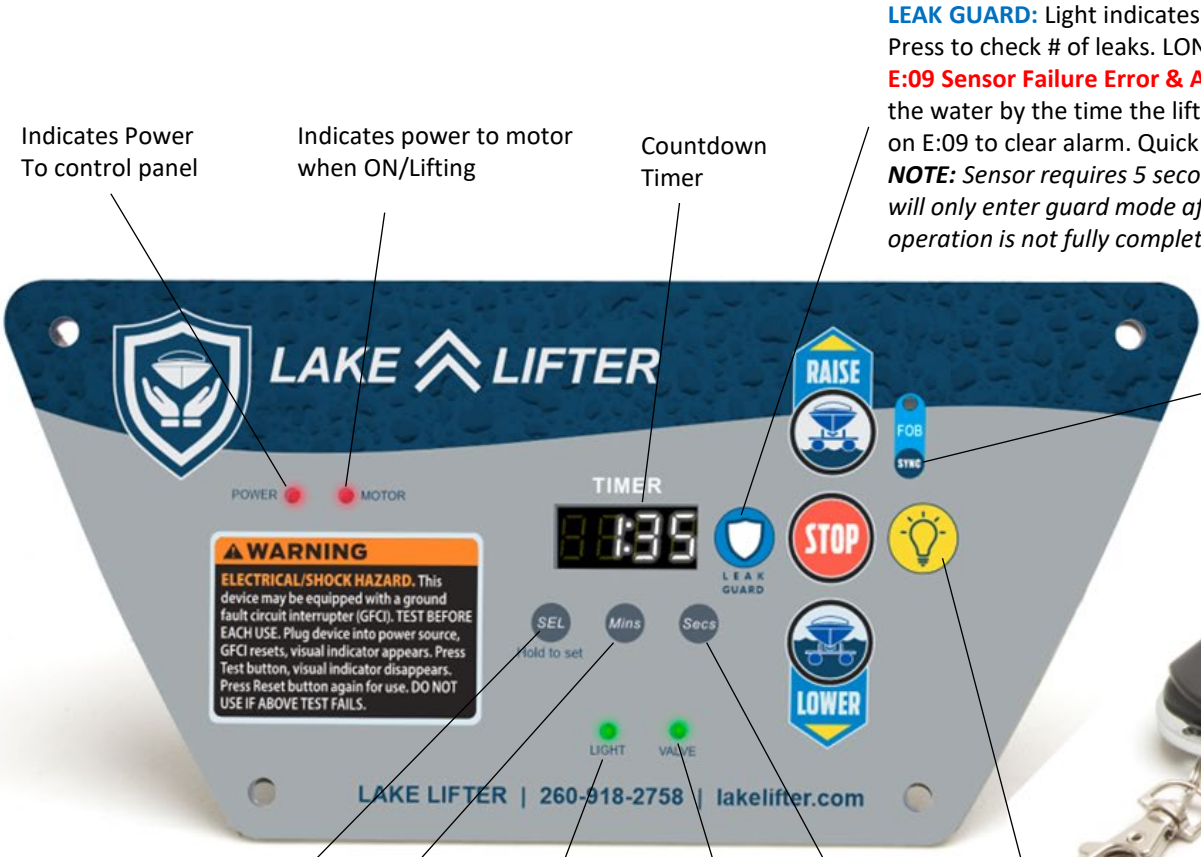 LEAK GUARD: Light indicates
Press to check # of leaks. LON
E:09 Sensor Failure Error & A
the water by the time the lift
on E:09 to clear alarm. Quick
NOTE: Sensor requires 5 seco
will only enter guard mode af
operation is not fully complet
Indicates Power
To control panel
Indicates power to motor
when ON/Lifting
Countdown
Timer
LAKE LIFTER
RAISE
FOB
SYNC
POWER
MOTOR
TIMER
1:35
LEAK
GUARD
STOP
WARNING
ELECTRICAL/SHOCK HAZARD. This
device may be equipped with a ground
fault circuit interrupter (GFCI). TEST BEFORE
EACH USE. Plug device into power source,
GFCI resets, visual indicator appears. Press
Test button, visual indicator disappears.
Press Reset button again for use. DO NOT
USE IF ABOVE TEST FAILS.
SEL
Mins
Secs
Hold to set
LOWER
LIGHT
VALVE
LAKE LIFTER | 260-918-2758 | lakelifter.com